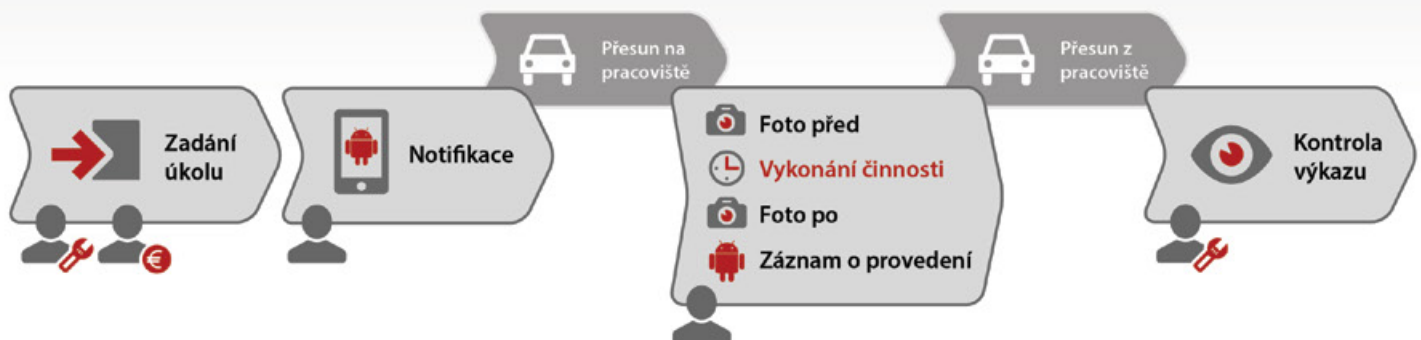 Zadání
úkolu
Notifikace
Přesun na
pracoviště
Foto před
Vykonání činnosti
Foto po
Záznam o provedení
Přesun z
pracoviště
Kontrola
výkazu
€